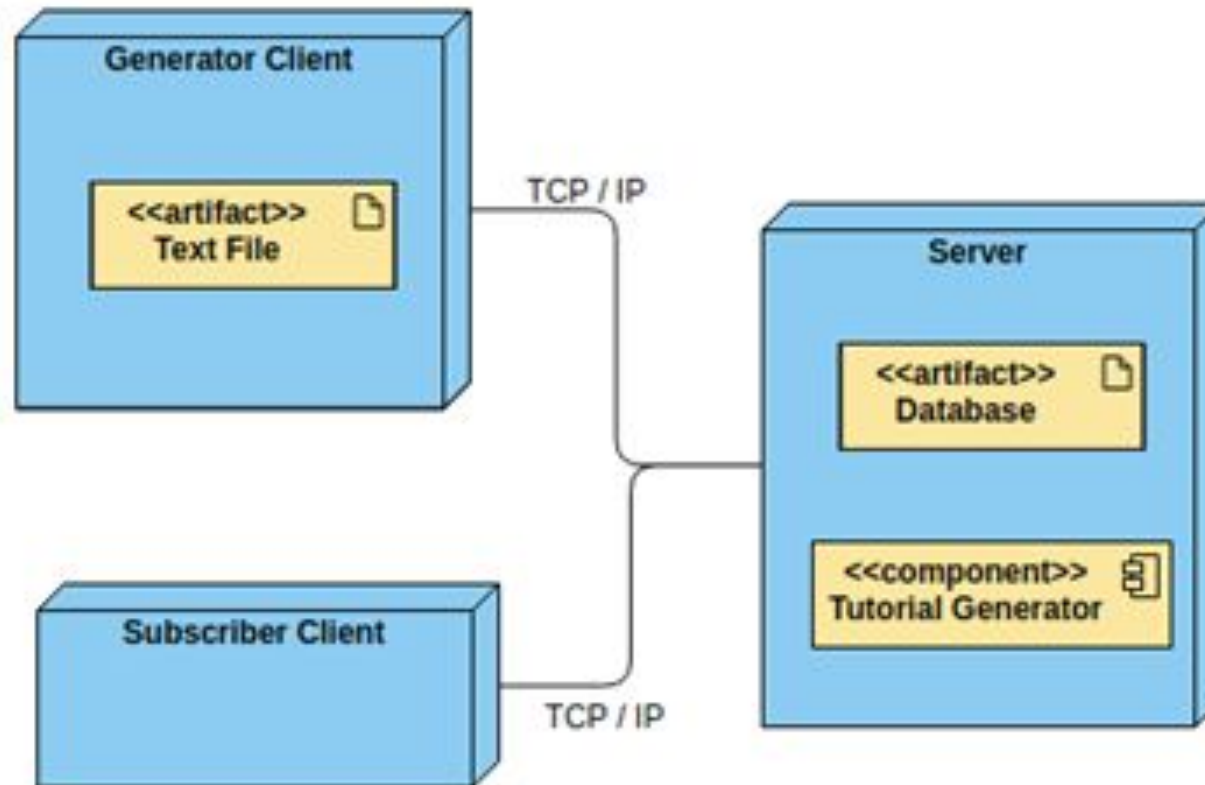 Generator Client
<<artifact>>
Text File
TCP / IP
Server
<<artifact>>
Database
<<component>>
Tutorial Generator
Subscriber Client
TCP / IP